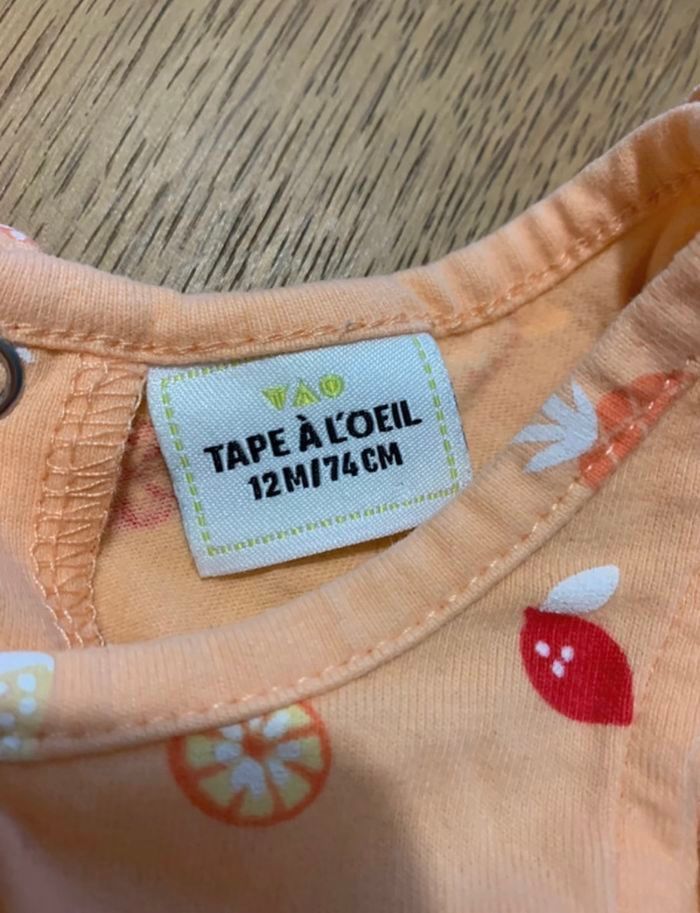 TAO
TAPE À L'OEIL
12M/74CM